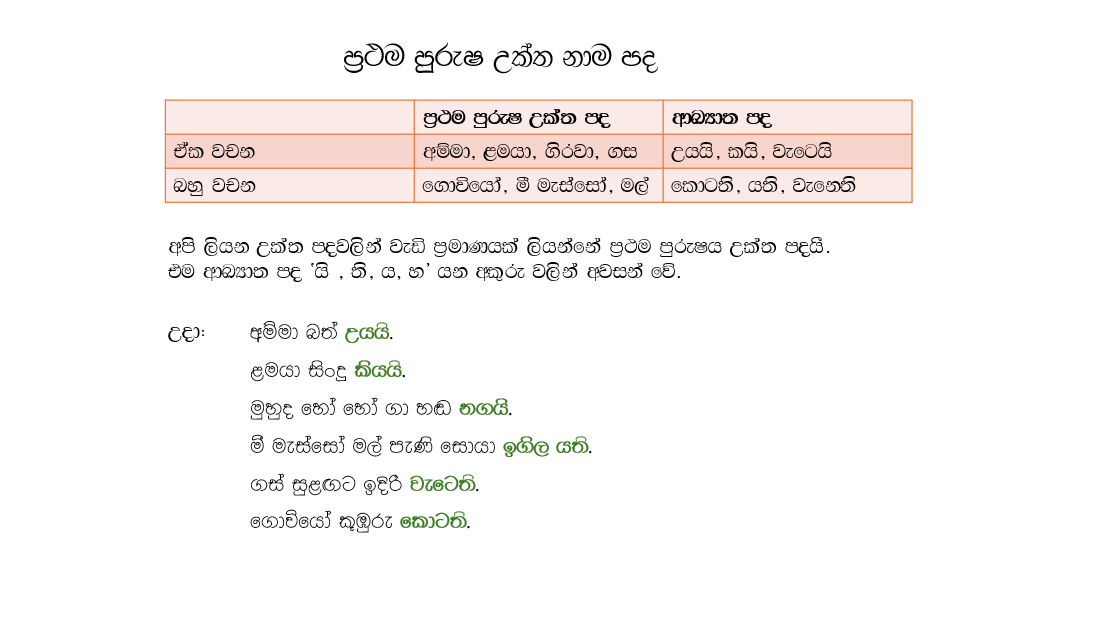 ප්‍රථම පුරුෂ උක්ත නාම පද
ප්‍රථම පුරුෂ උක්ත පද ආඛ්‍යාත පද
ඒක වචන අම්මා, ළමයා, ගිරවා, ගස උයයි, කයි, වැටෙයි
බහු වචන ගොවියෝ, මී මැස්සෝ, මල් කොටති, යති, වැනෙති
අපි ලියන උක්ත පදවලින් වැඩි ප්‍රමාණයක් ලියන්නේ ප්‍රථම පුරුෂය උක්ත පදයී.
එම ආඛ්‍යාත පද ‘යි , ති, ය, හ’ යන අකුරු වලින් අවසන් වේ.
උදා: අම්මා බත් උයයි.
ළමයා සිංදු කියයි.
මුහුද හෝ හෝ ගා හඬ නගයි.
මී මැස්සෝ මල් පැණි සොයා ඉගිල යති.
ගස් සුළඟට ඉදිරී වැටෙති.
ගොවියෝ කුඹුරු කොටති.